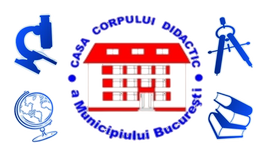 CASA CORPULUI DIDACTIC
a Municipiului București